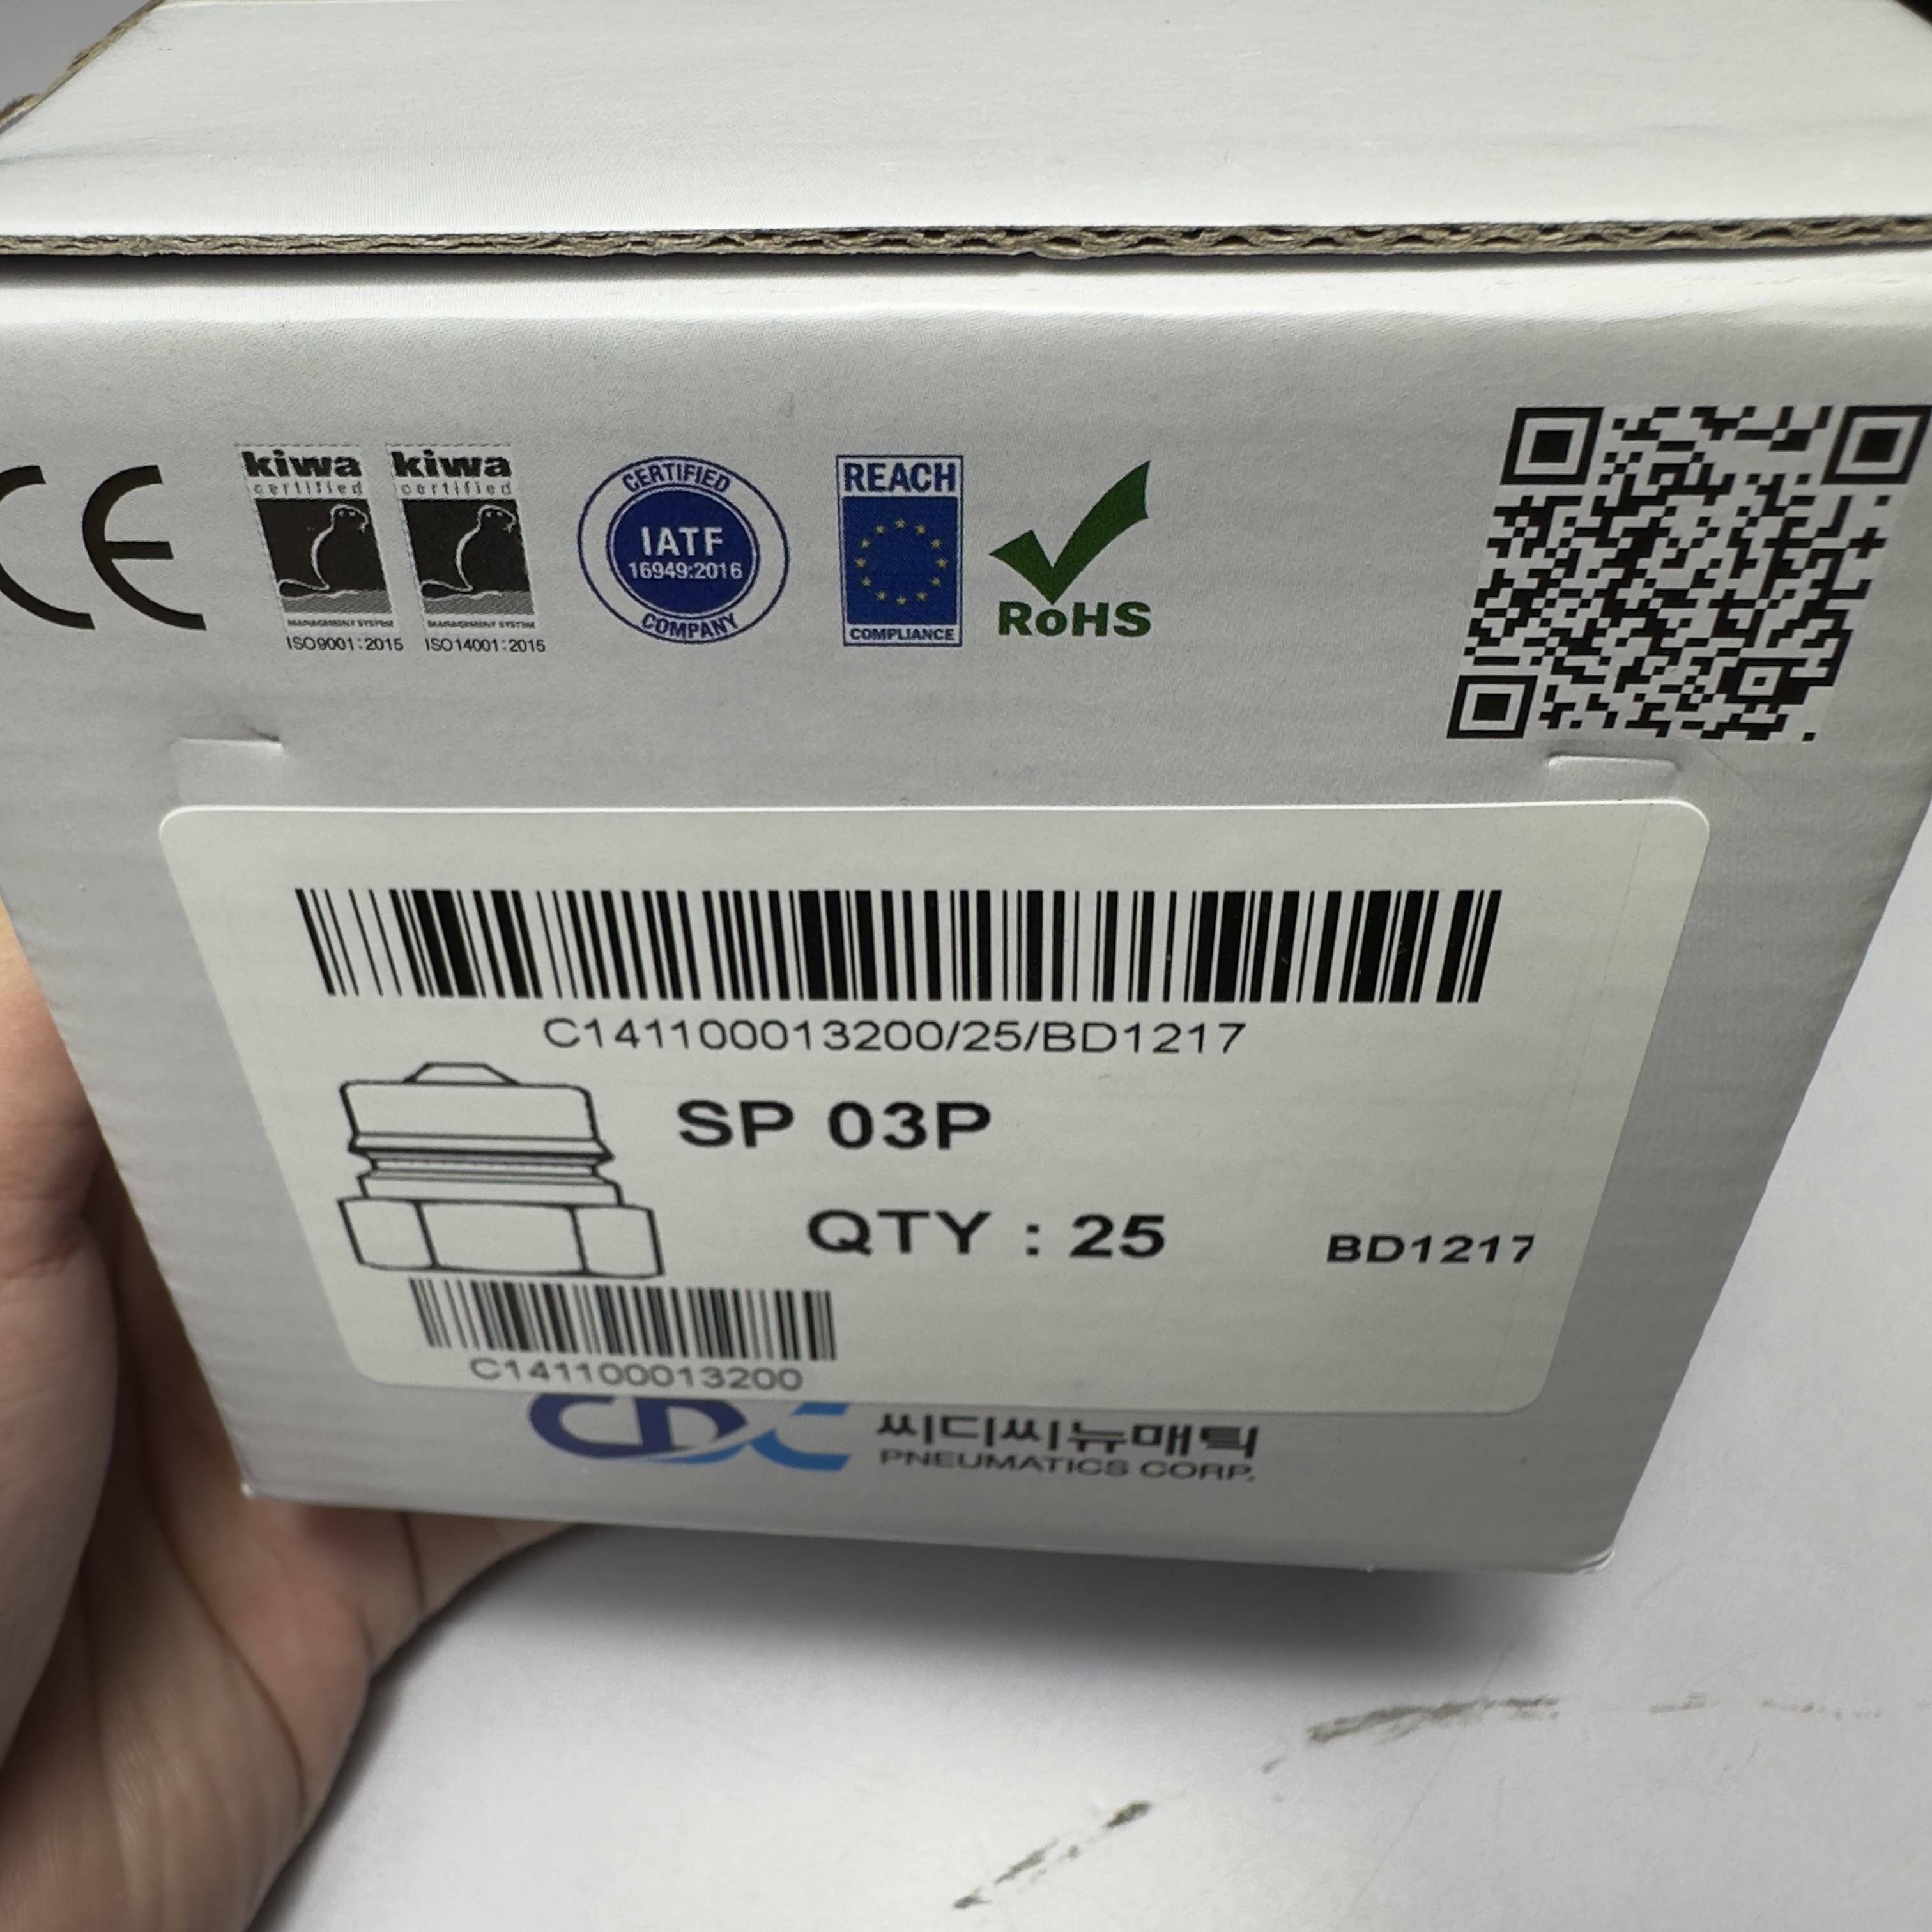 CE
kiwa
certified
MANAGEMENT SYSTEM
ISO9001:2015
kiwa
certified
MANAGEMENT SYSTEM
ISO14001:2015
CERTIFIED
IATF
16949:2016
COMPANY
REACH
COMPLIANCE
RoHS
C141100013200/25/BD1217
SP 03P
QTY : 25
BD1217
C141100013200
CDC
씨디씨뉴매틱
PNEUMATICS CORP.